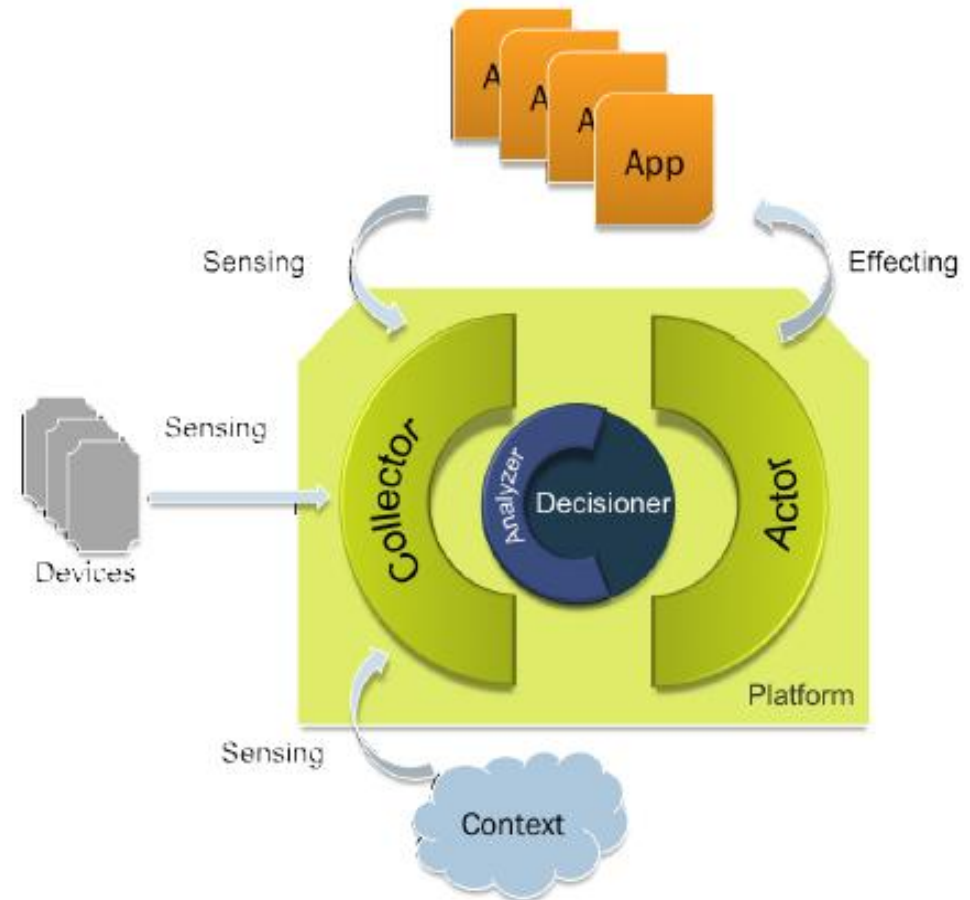 A
A
A
App
Sensing
Effecting
Sensing
Devices
Collector
Analyzer
Decisioner
Actor
Platform
Sensing
Context